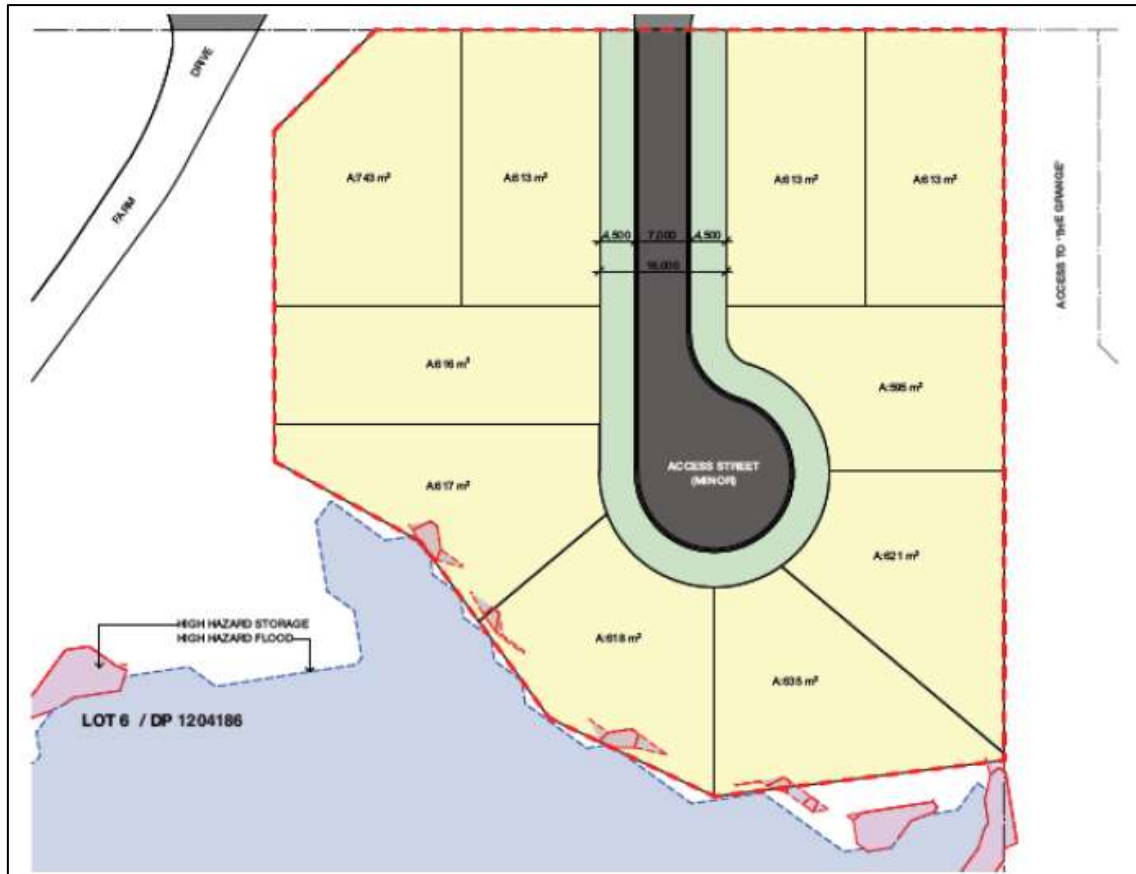 DRIVE
FARM
A:743 m²
A:613 m²
A:613 m²
A:613 m²
4,500 7,000 4,500
16,000
ACCESS TO 'THE GRANGE'
A:616 m²
A:595 m²
ACCESS STREET
(MINOR)
A:617 m²
A:621 m²
A:618 m²
A:635 m²
HIGH HAZARD STORAGE
HIGH HAZARD FLOOD
LOT 6 / DP 1204186